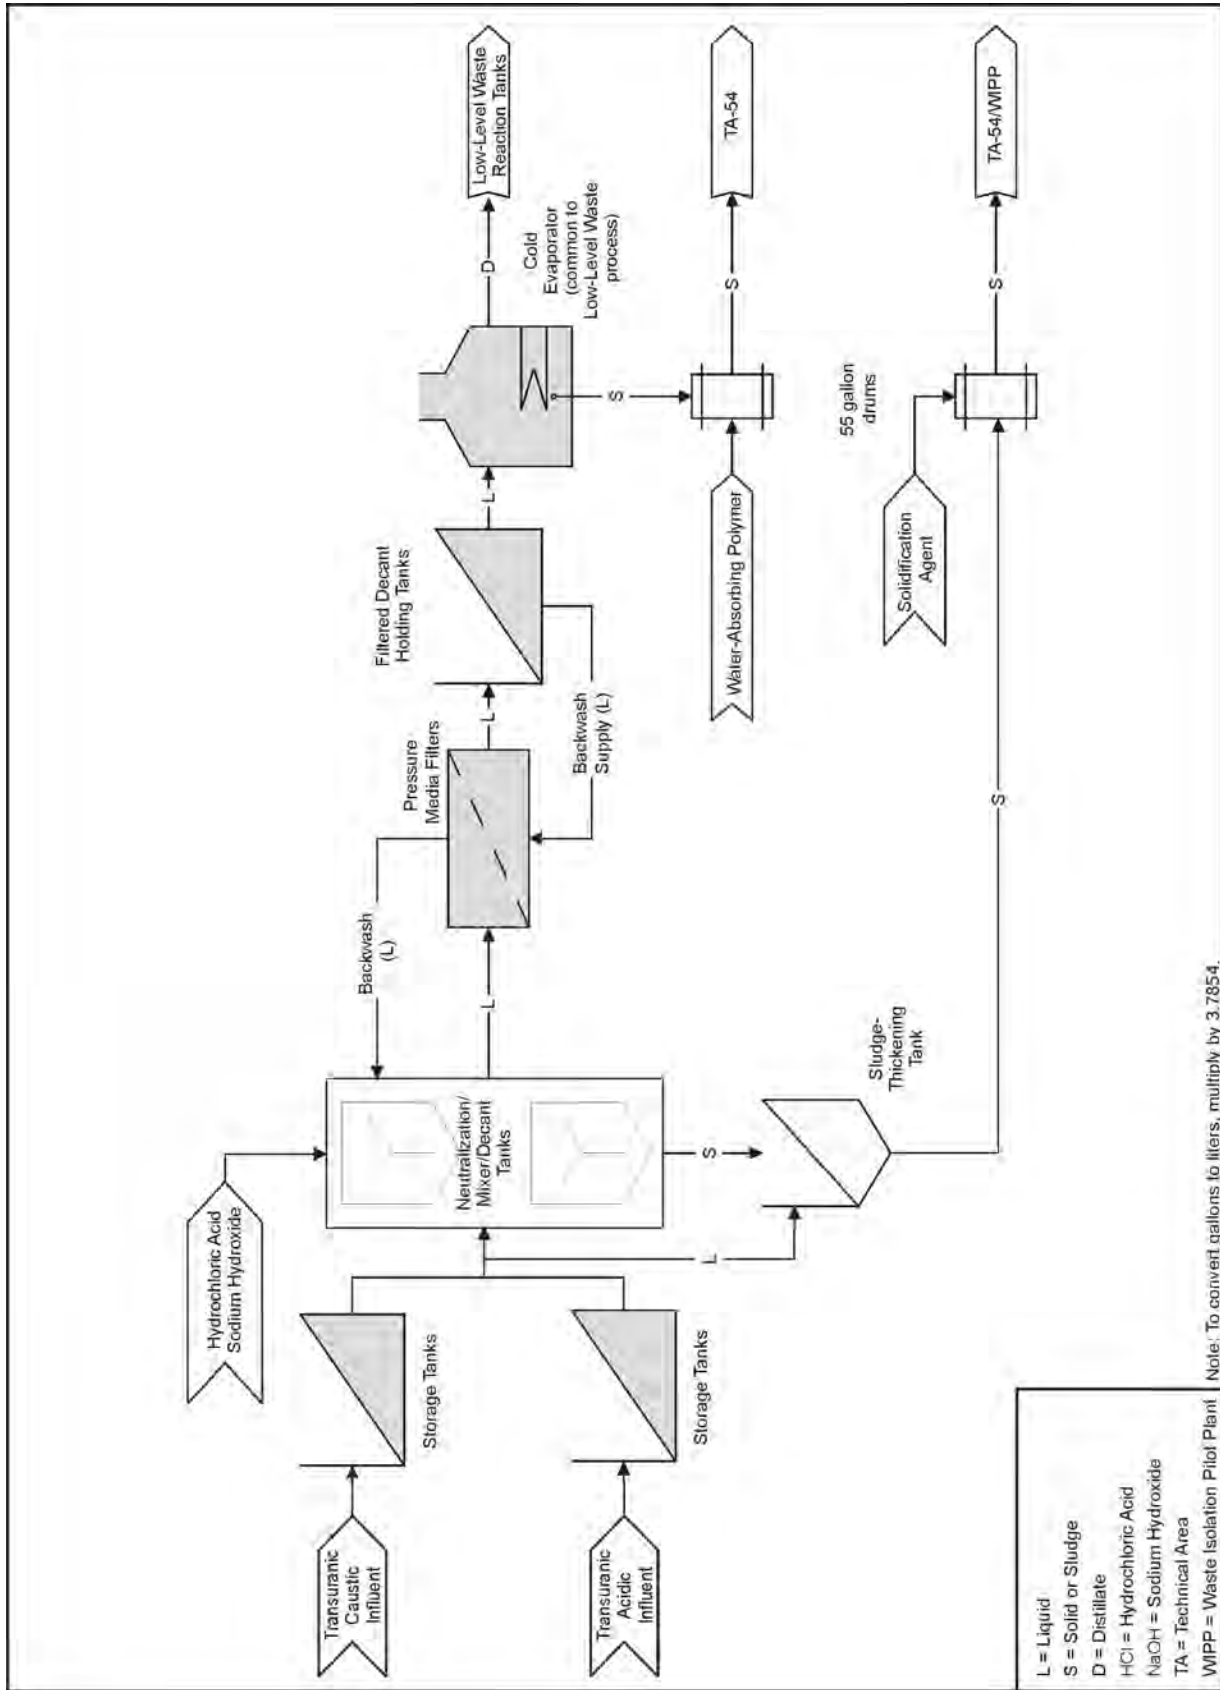 Hydrochloric Acid
Sodium Hydroxide
Transuranic
Caustic
Influent
Storage Tanks
Transuranic
Acidic
Influent
Storage Tanks
L
Neutralization/
Mixer/Decant
Tanks
S
Sludge-
Thickening
Tank
Backwash
(L)
L
Pressure
Media Filters
L
Backwash
Supply (L)
Filtered Decant
Holding Tanks
L
Cold
Evaporator
(common to
Low-Level Waste
process)
D
Low-Level Waste
Reaction Tanks
S
Water-Absorbing Polymer
S
TA-54
Solidification
Agent
55 gallon
drums
S
S
TA-54/WIPP
L = Liquid
S = Solid or Sludge
D = Distillate
HCl = Hydrochloric Acid
NaOH = Sodium Hydroxide
TA = Technical Area
WIPP = Waste Isolation Pilot Plant
Note: To convert gallons to liters, multiply by 3.7854.